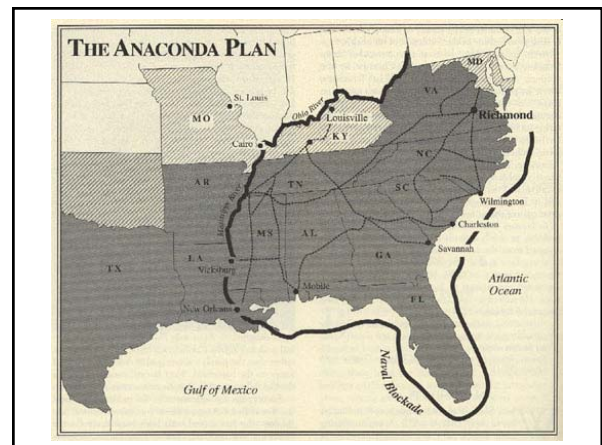 THE ANACONDA PLAN
MD
St. Louis
VA
MO
Ohio River
Louisville
Richmond
KY
Cairo
NC
AR
TN
Mississippi River
SC
Wilmington
MS
AL
Charleston
GA
Savannah
LA
Vicksburg
TX
Atlantic
Ocean
Mobile
FL
New Orleans
Gulf of Mexico
Naval Blockade